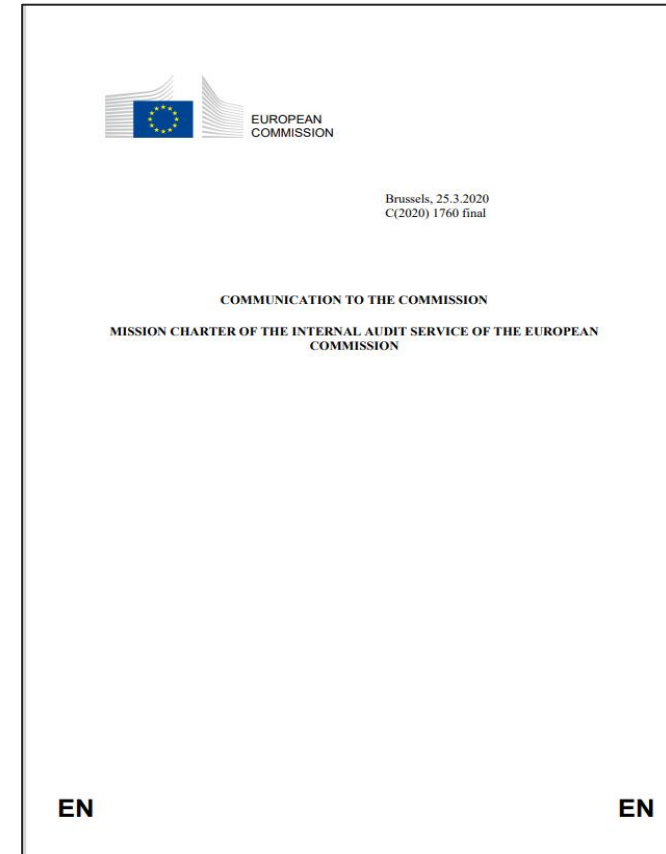 EUROPEAN
COMMISSION
Brussels, 25.3.2020
C(2020) 1760 final
COMMUNICATION TO THE COMMISSION
MISSION CHARTER OF THE INTERNAL AUDIT SERVICE OF THE EUROPEAN
COMMISSION
EN EN